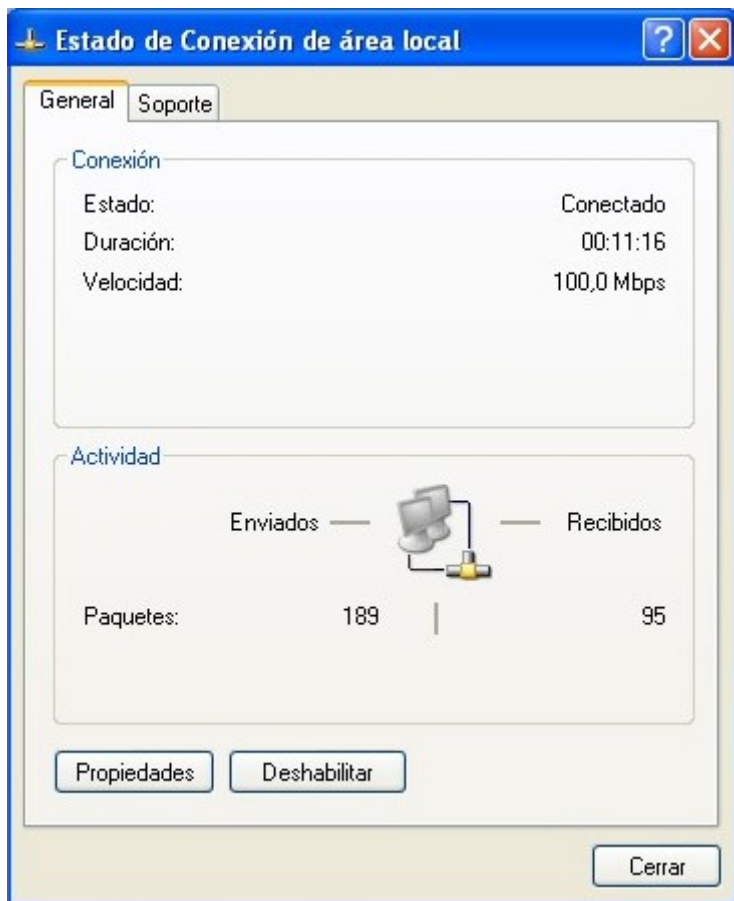 Estado de Conexión de área local
General Soporte
Conexión
Estado: Conectado
Duración: 00:11:16
Velocidad: 100,0 Mbps
Actividad
Enviados Recibidos
Paquetes: 189 95
Propiedades Deshabilitar
Cerrar